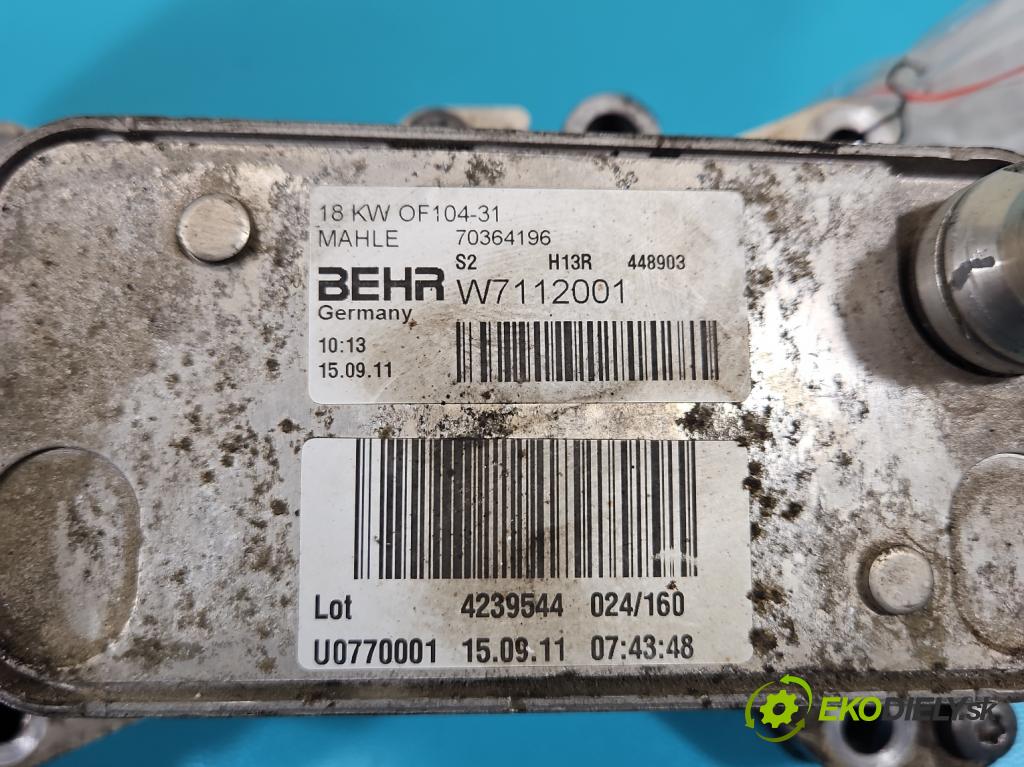 18 KW OF104-31
MAHLE 70364196
S2 H13R 448903
BEHR W7112001
Germany
10:13
15.09.11
Lot 4239544 024/160
U0770001 15.09.11 07:43:48
EKODIELY.SK